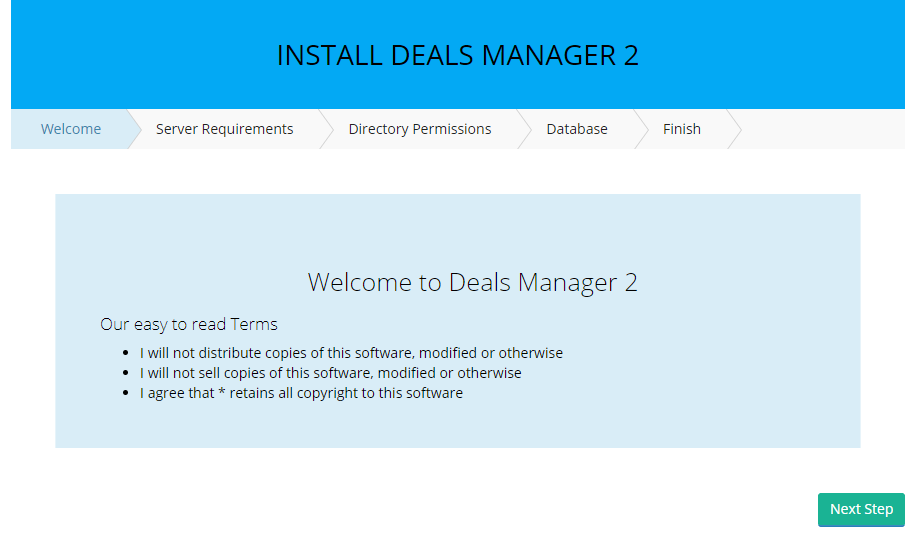 INSTALL DEALS MANAGER 2
Welcome
Server Requirements
Directory Permissions
Database
Finish
Welcome to Deals Manager 2
Our easy to read Terms
I will not distribute copies of this software, modified or otherwise
I will not sell copies of this software, modified or otherwise
I agree that * retains all copyright to this software
Next Step